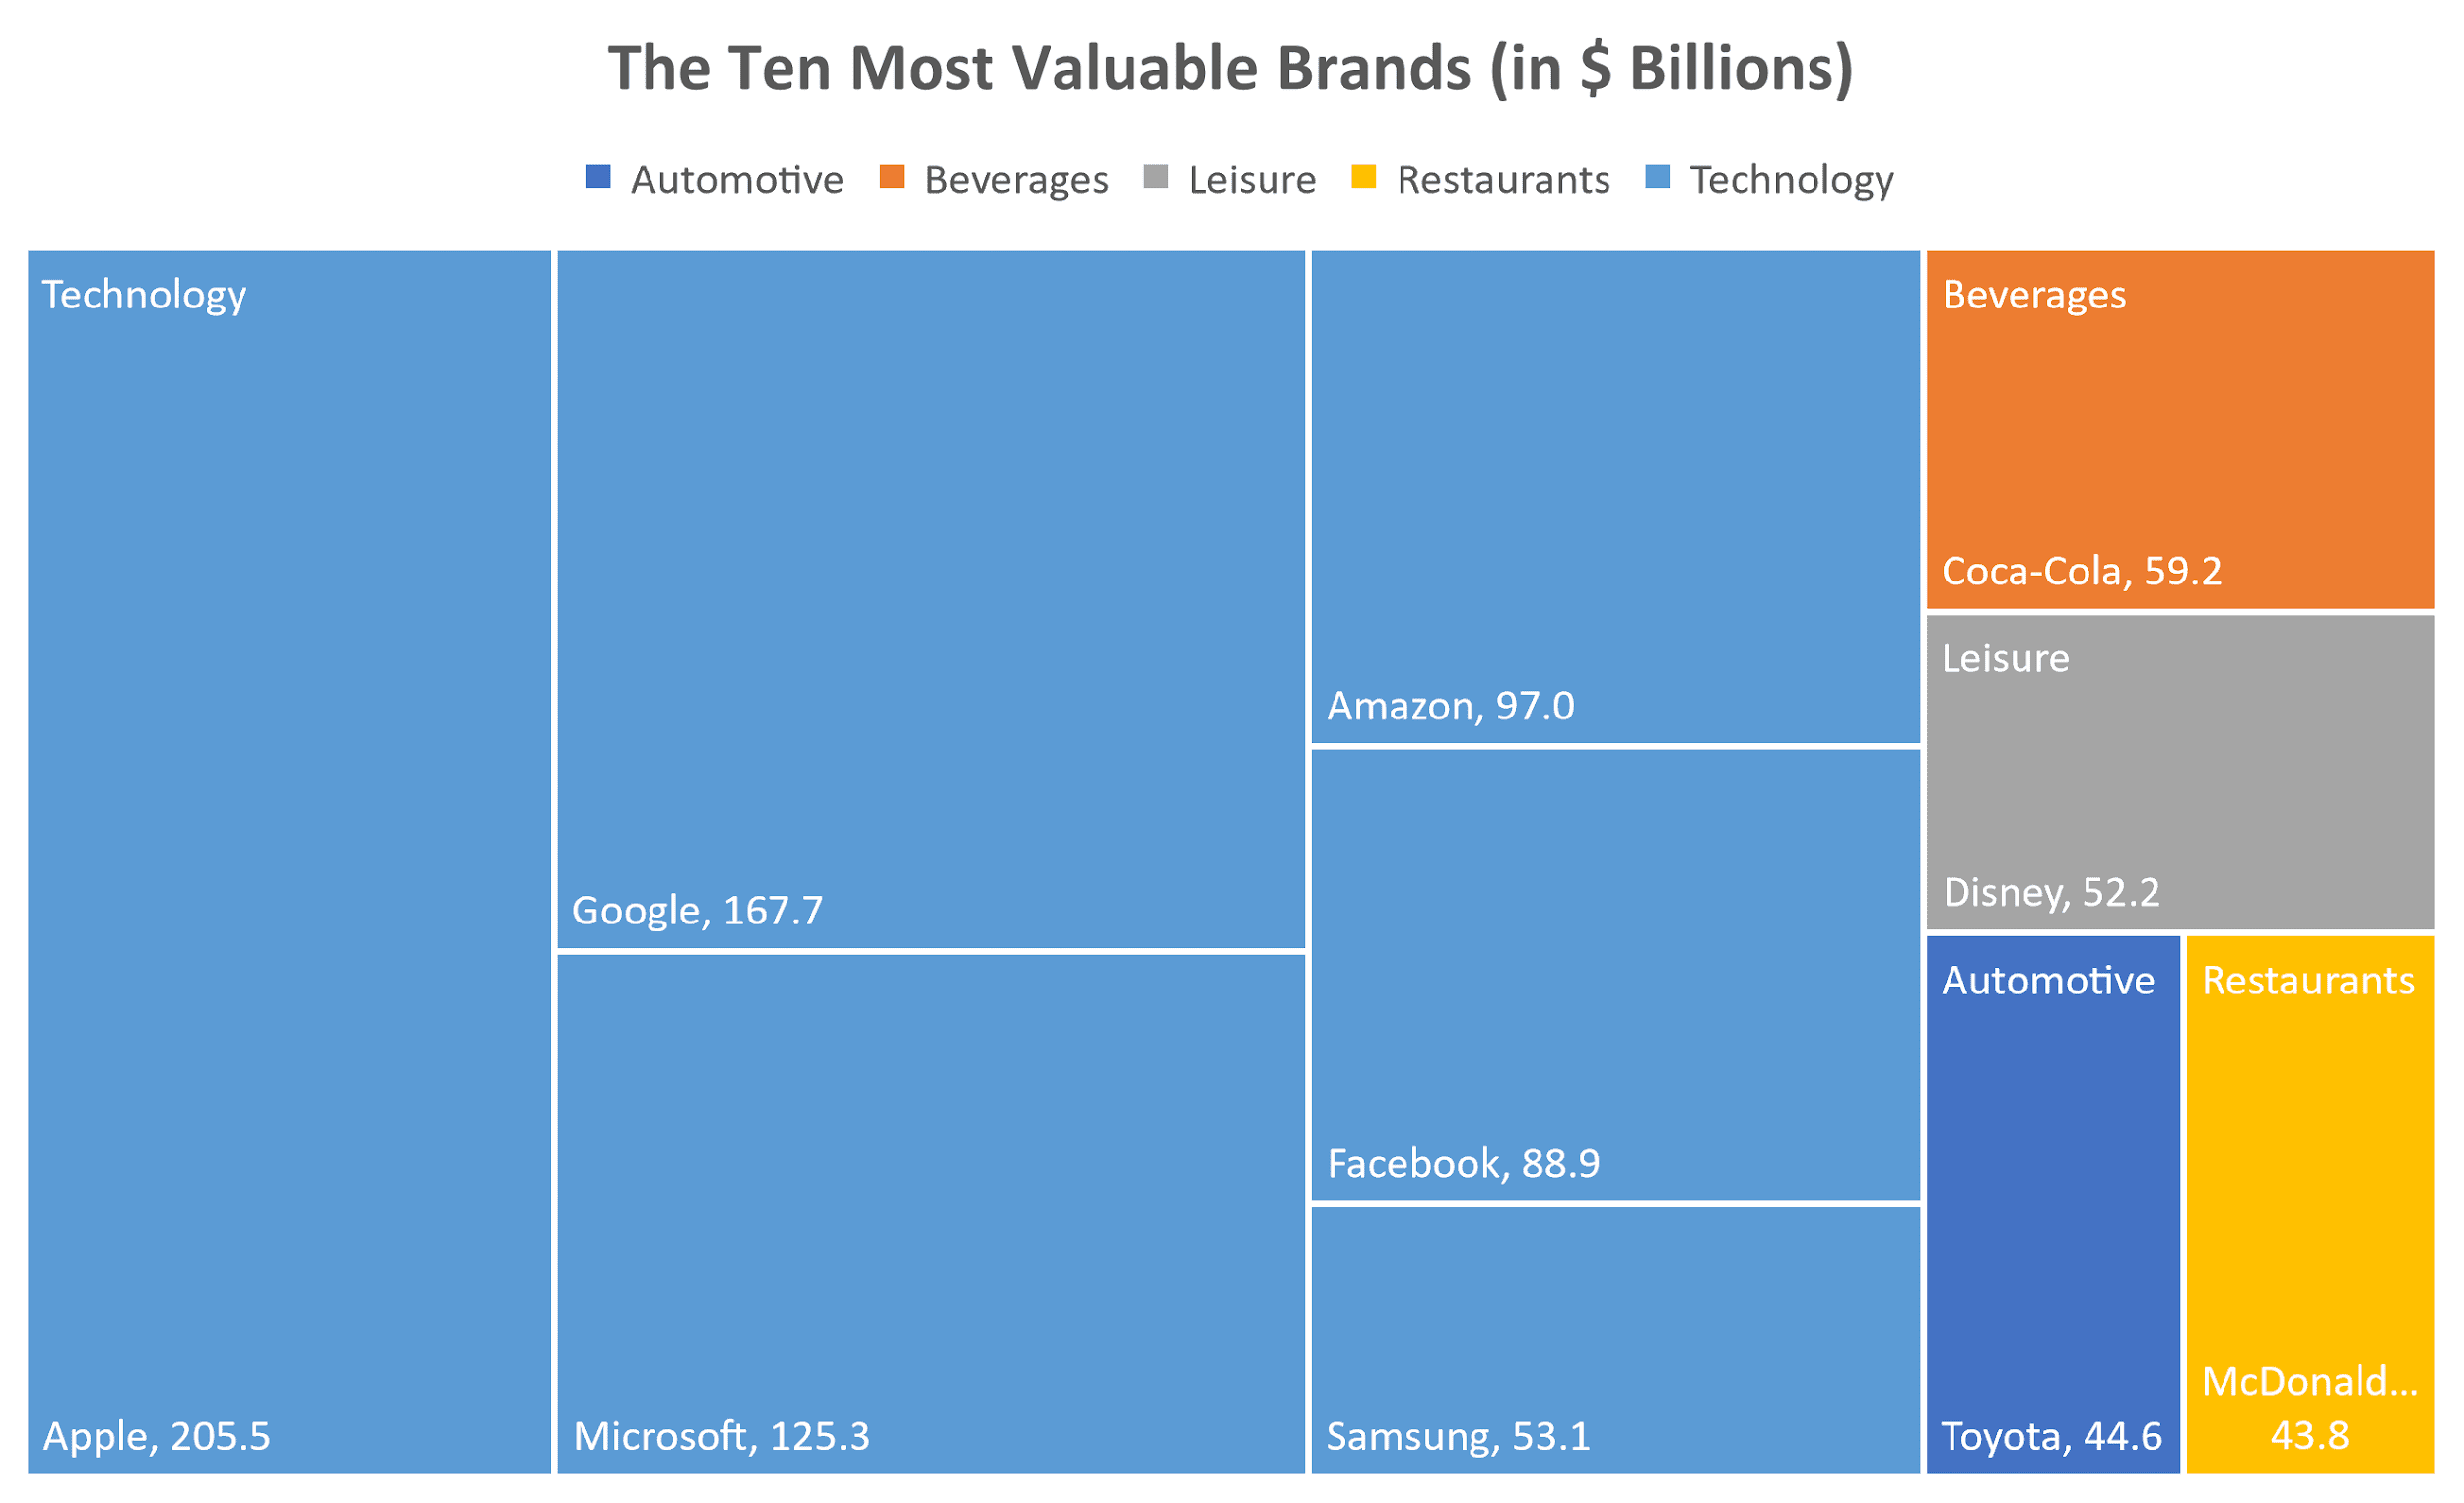 The Ten Most Valuable Brands (in $ Billions)
Automotive Beverages Leisure Restaurants Technology
Technology
Apple, 205.5
Google, 167.7
Microsoft, 125.3
Amazon, 97.0
Facebook, 88.9
Samsung, 53.1
Beverages
Coca-Cola, 59.2
Leisure
Disney, 52.2
Automotive
Toyota, 44.6
Restaurants
McDonald...
43.8